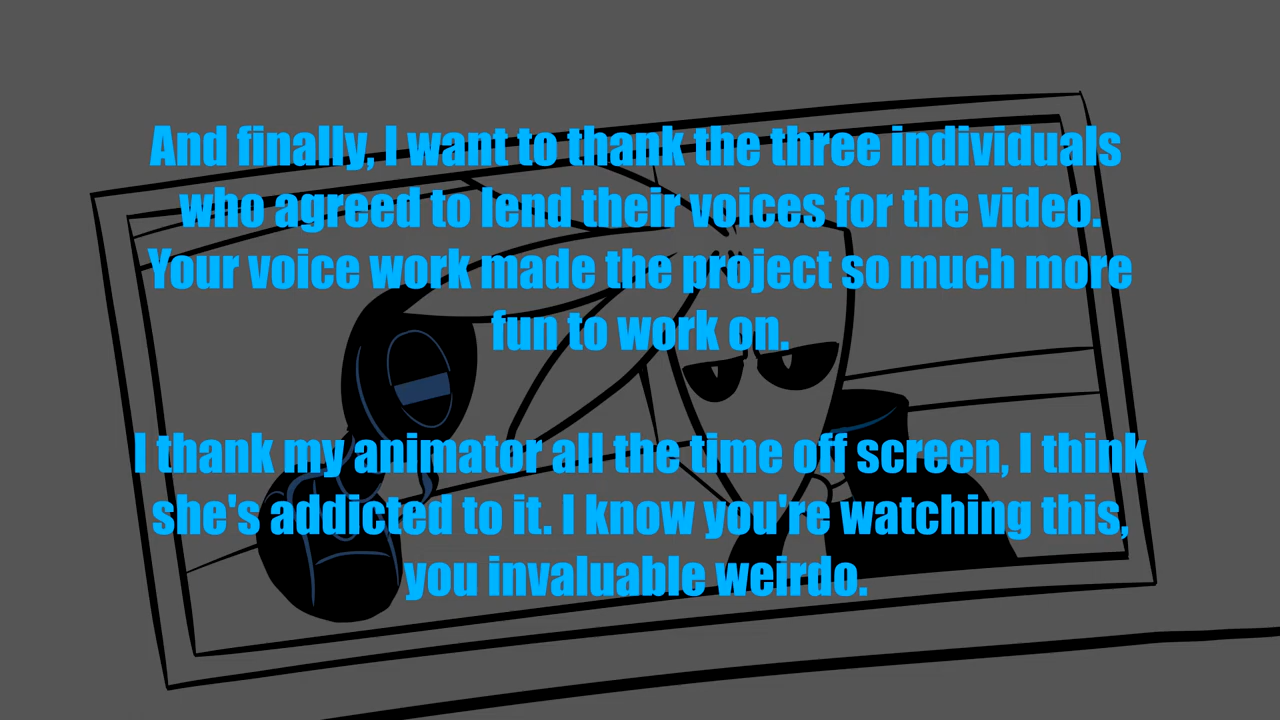 And finally, I want to thank the three individuals
who agreed to lend their voices for the video.
Your voice work made the project so much more
fun to work on.
I thank my animator all the time off screen, I think
she's addicted to it. I know you're watching this,
you invaluable weirdo.